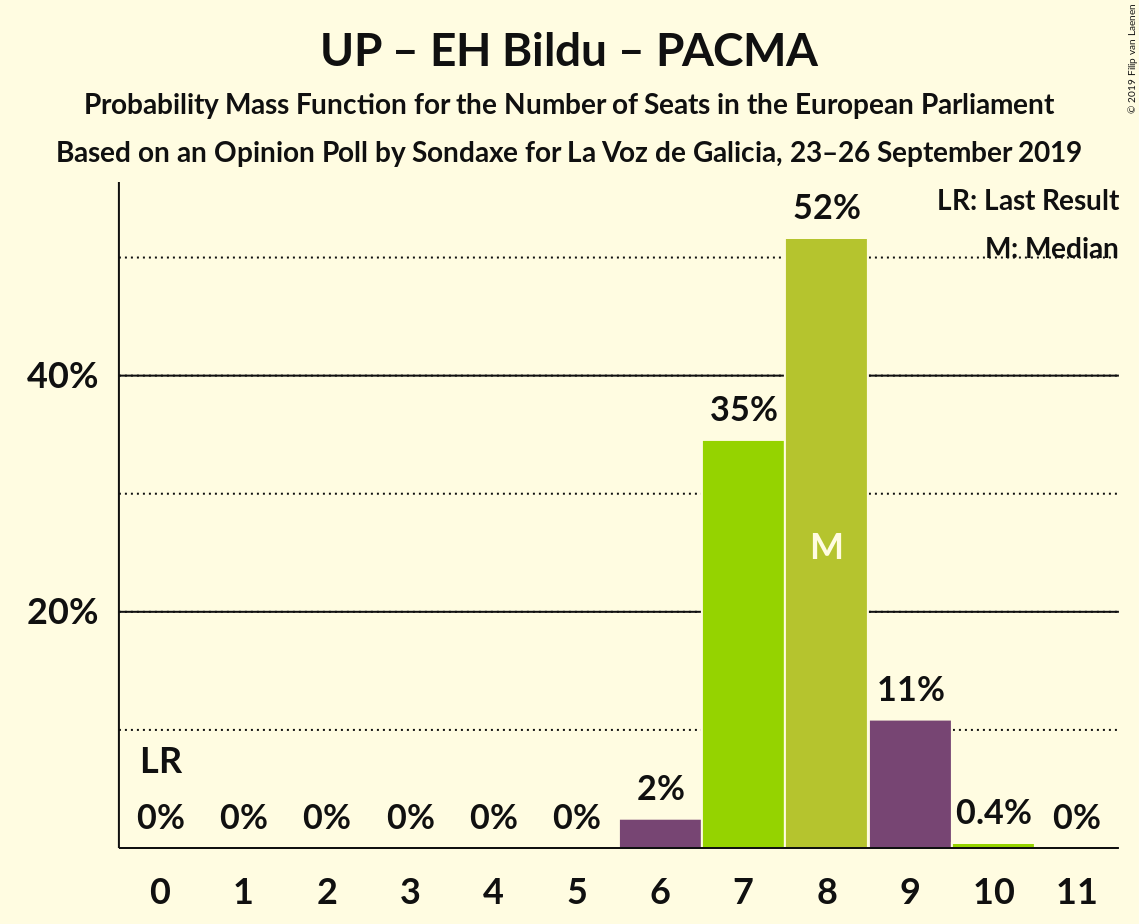 UP – EH Bildu – PACMA
Probability Mass Function for the Number of Seats in the European Parliament
Based on an Opinion Poll by Sondaxe for La Voz de Galicia, 23–26 September 2019
© 2019 Filip van Laenen
LR: Last Result
M: Median
52%
40%
35%
M
20%
11%
LR
2%
0% 0% 0% 0% 0% 0% 0.4% 0%
0 1 2 3 4 5 6 7 8 9 10 11